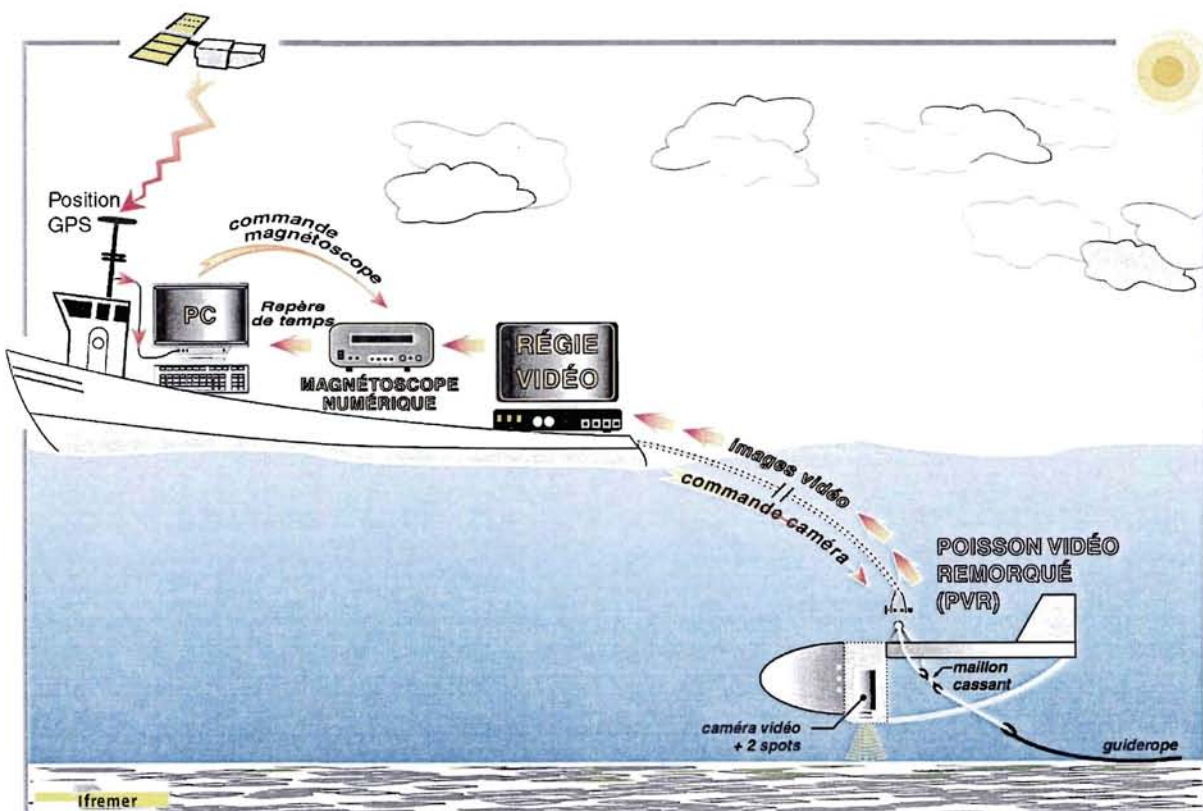 Position
GPS
commande
magnétoscope
PC
Repère
de temps
MAGNÉTOSCOPE
NUMÉRIQUE
RÉGIE
VIDÉO
images vidéo
commande caméra
POISSON VIDÉO
REMORQUÉ
(PVR)
maillon
cassant
caméra vidéo
+ 2 spots
guiderope
Ifremer